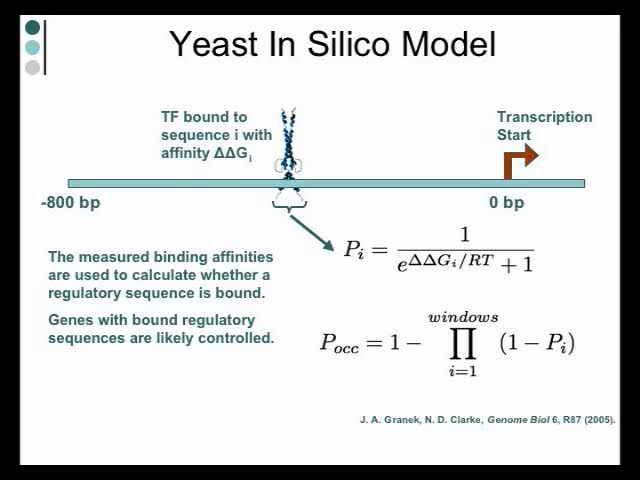 Yeast In Silico Model
TF bound to
sequence i with
affinity ΔΔG i
Transcription
Start
-800 bp
0 bp
The measured binding affinities
are used to calculate whether a
regulatory sequence is bound.
P_i = 1 / (e^{ΔΔG_i/RT} + 1)
Genes with bound regulatory
sequences are likely controlled.
P_occ = 1 − ∏_{i=1}^{windows} (1 − P_i)
J. A. Granek, N. D. Clarke, Genome Biol 6, R87 (2005).